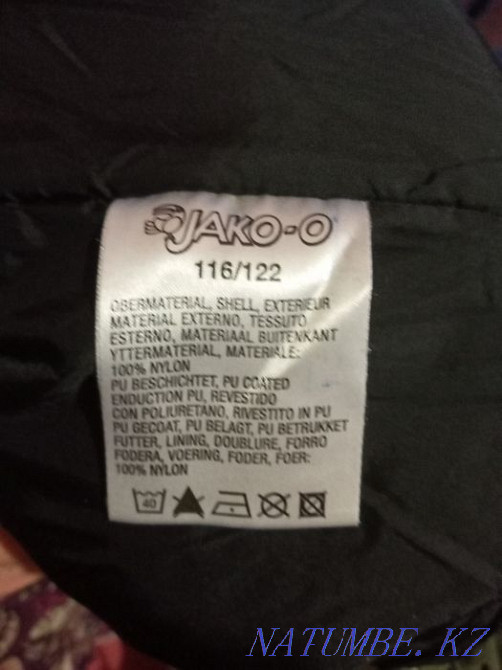 JAKO-O
116/122
OBERMATERIAL, SHELL, EXTERIEUR
MATERIAL EXTERNO, TESSUTO
ESTERNO, MATERIAAL BUITENKANT
YTTERMATERIAL, MATERIALE:
100% NYLON
PU BESCHICHTET, PU COATED
ENDUCTION PU, REVESTIDO
CON POLIURETANO, RIVESTITO IN PU
PU GECOAT, PU BELAGT, PU BETRUKKET
FUTTER, LINING, DOUBLURE, FORRO
FODERA, VOERING, FODER, FOER:
100% NYLON
40
NATUMBE.KZ